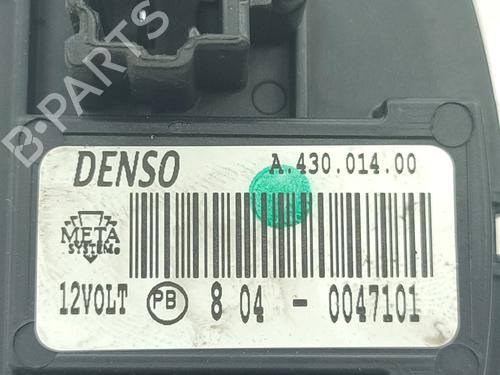 B-PARTS
DENSO
A.430.014.00
META
SYSTEM
12VOLT PB 8 04 - 0047101